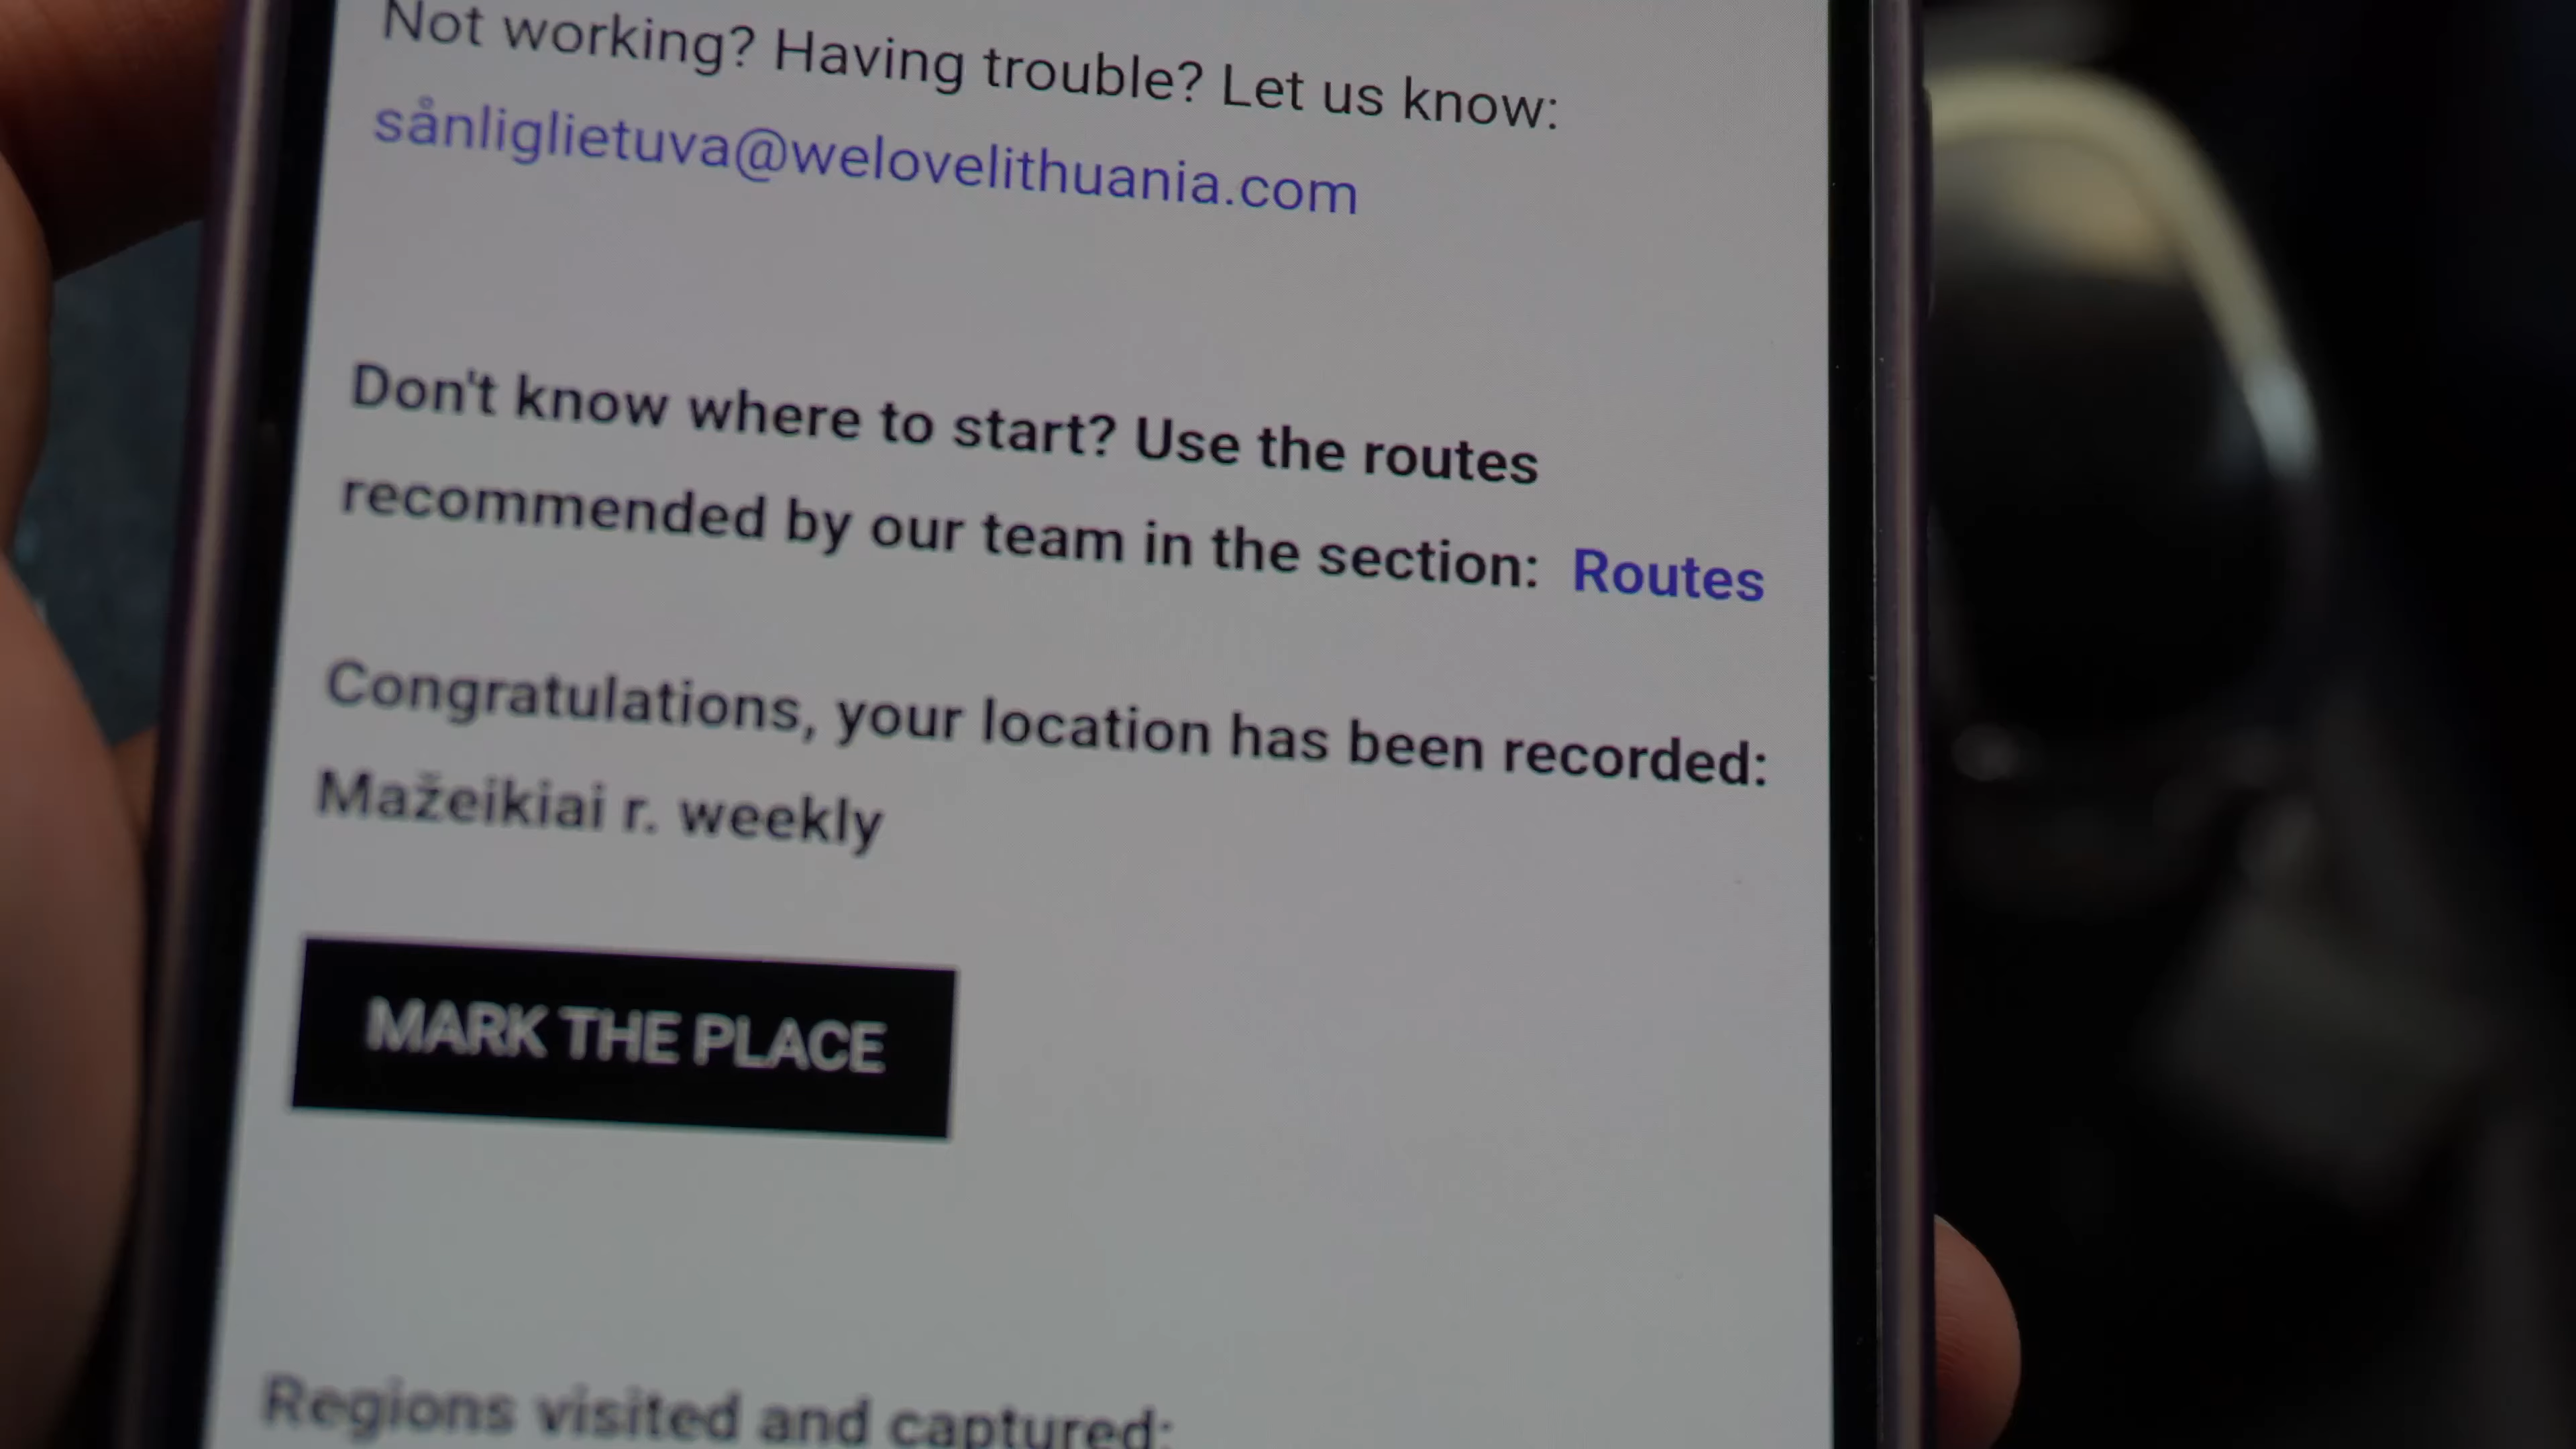 Not working? Having trouble? Let us know:
sånliglietuva@welovelithuania.com
Don't know where to start? Use the routes
recommended by our team in the section: Routes
Congratulations, your location has been recorded:
Mažeikiai r. weekly
MARK THE PLACE
Regions visited and captured: